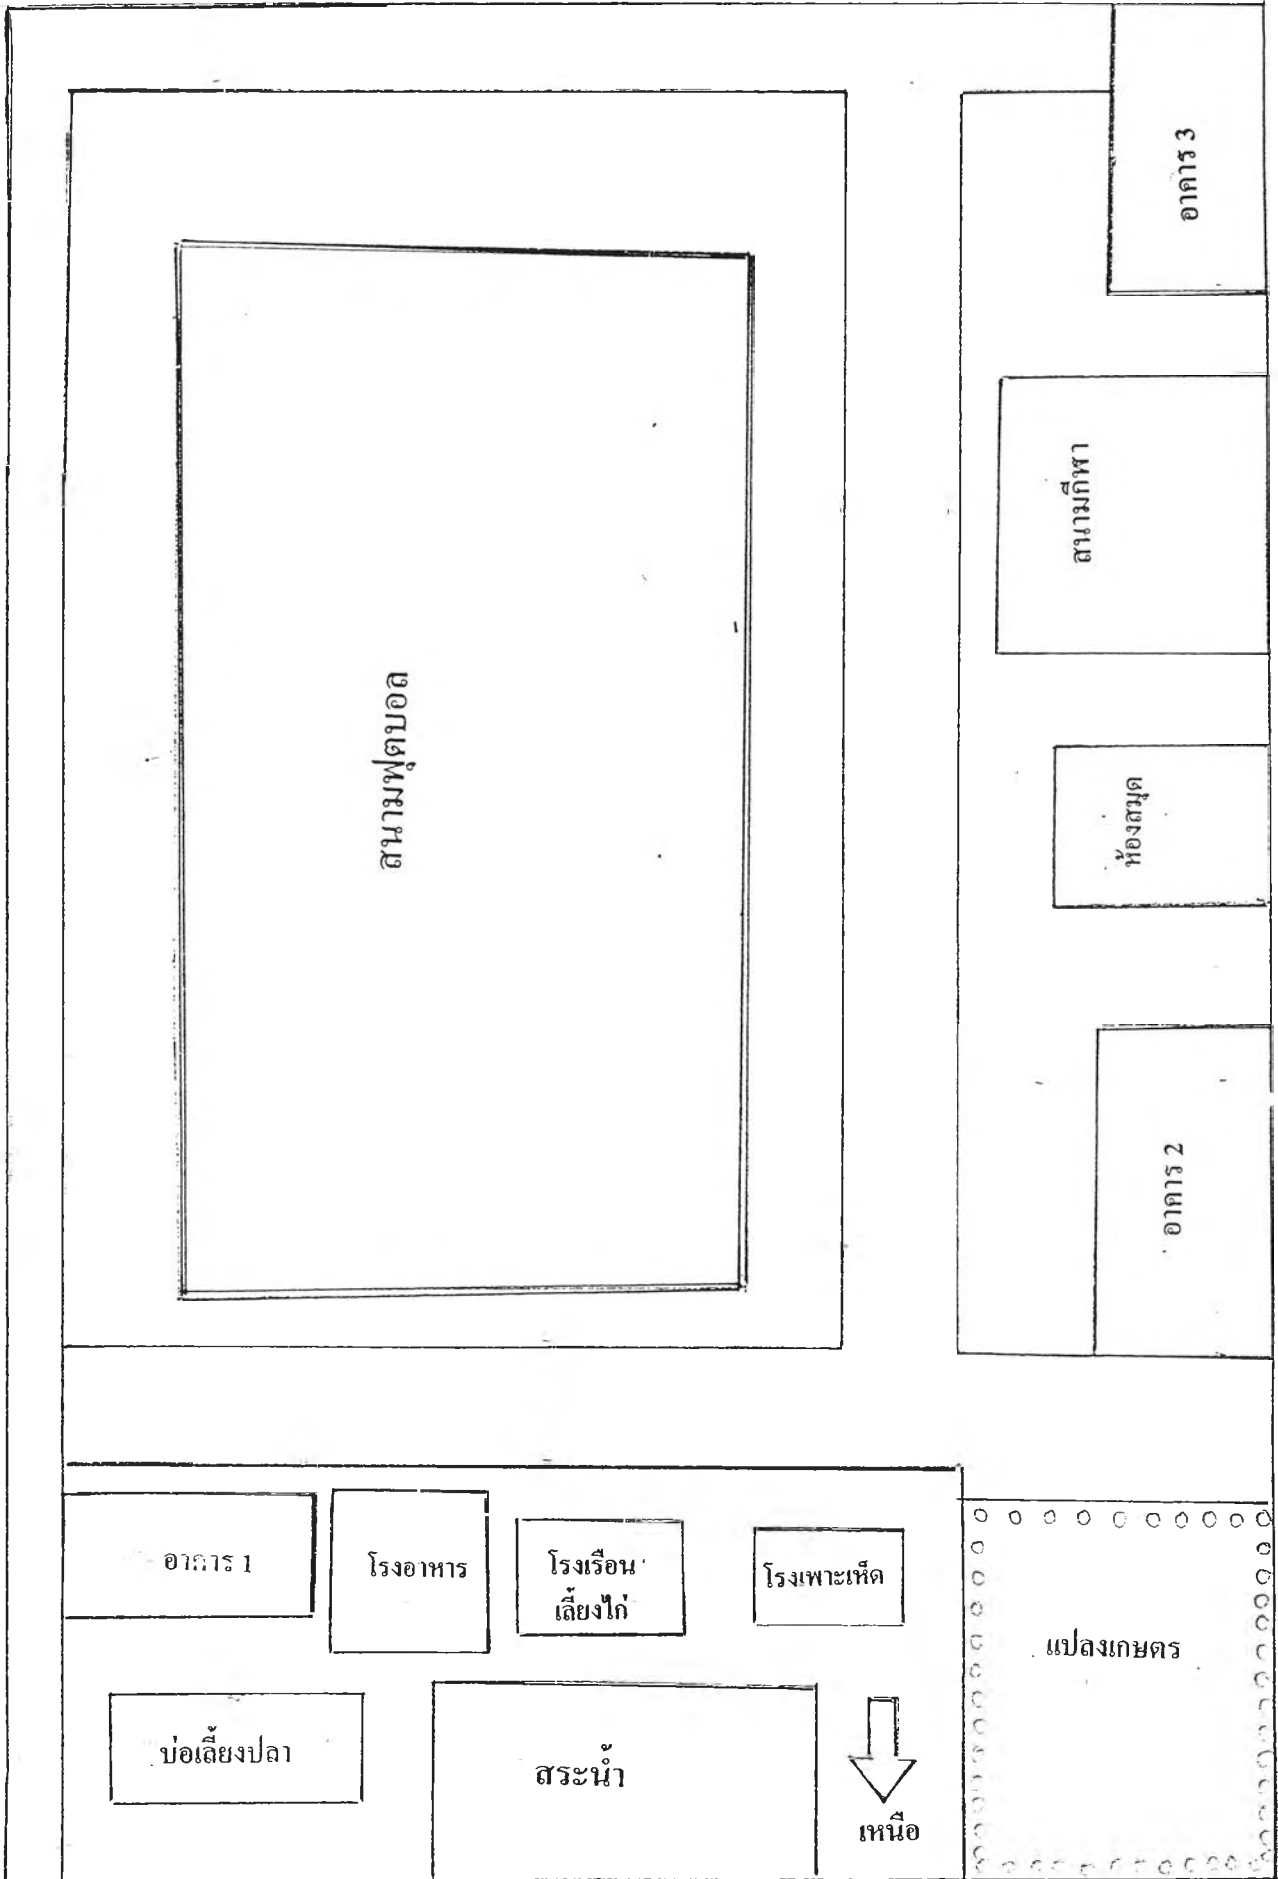 อาคาร 3
สนามกีฬา
สนามฟุตบอล
ห้องสมุด
อาคาร 2
อาคาร 1
โรงอาหาร
โรงเรือน
เลี้ยงไก่
โรงเพาะเห็ด
แปลงเกษตร
บ่อเลี้ยงปลา
สระน้ำ
เหนือ